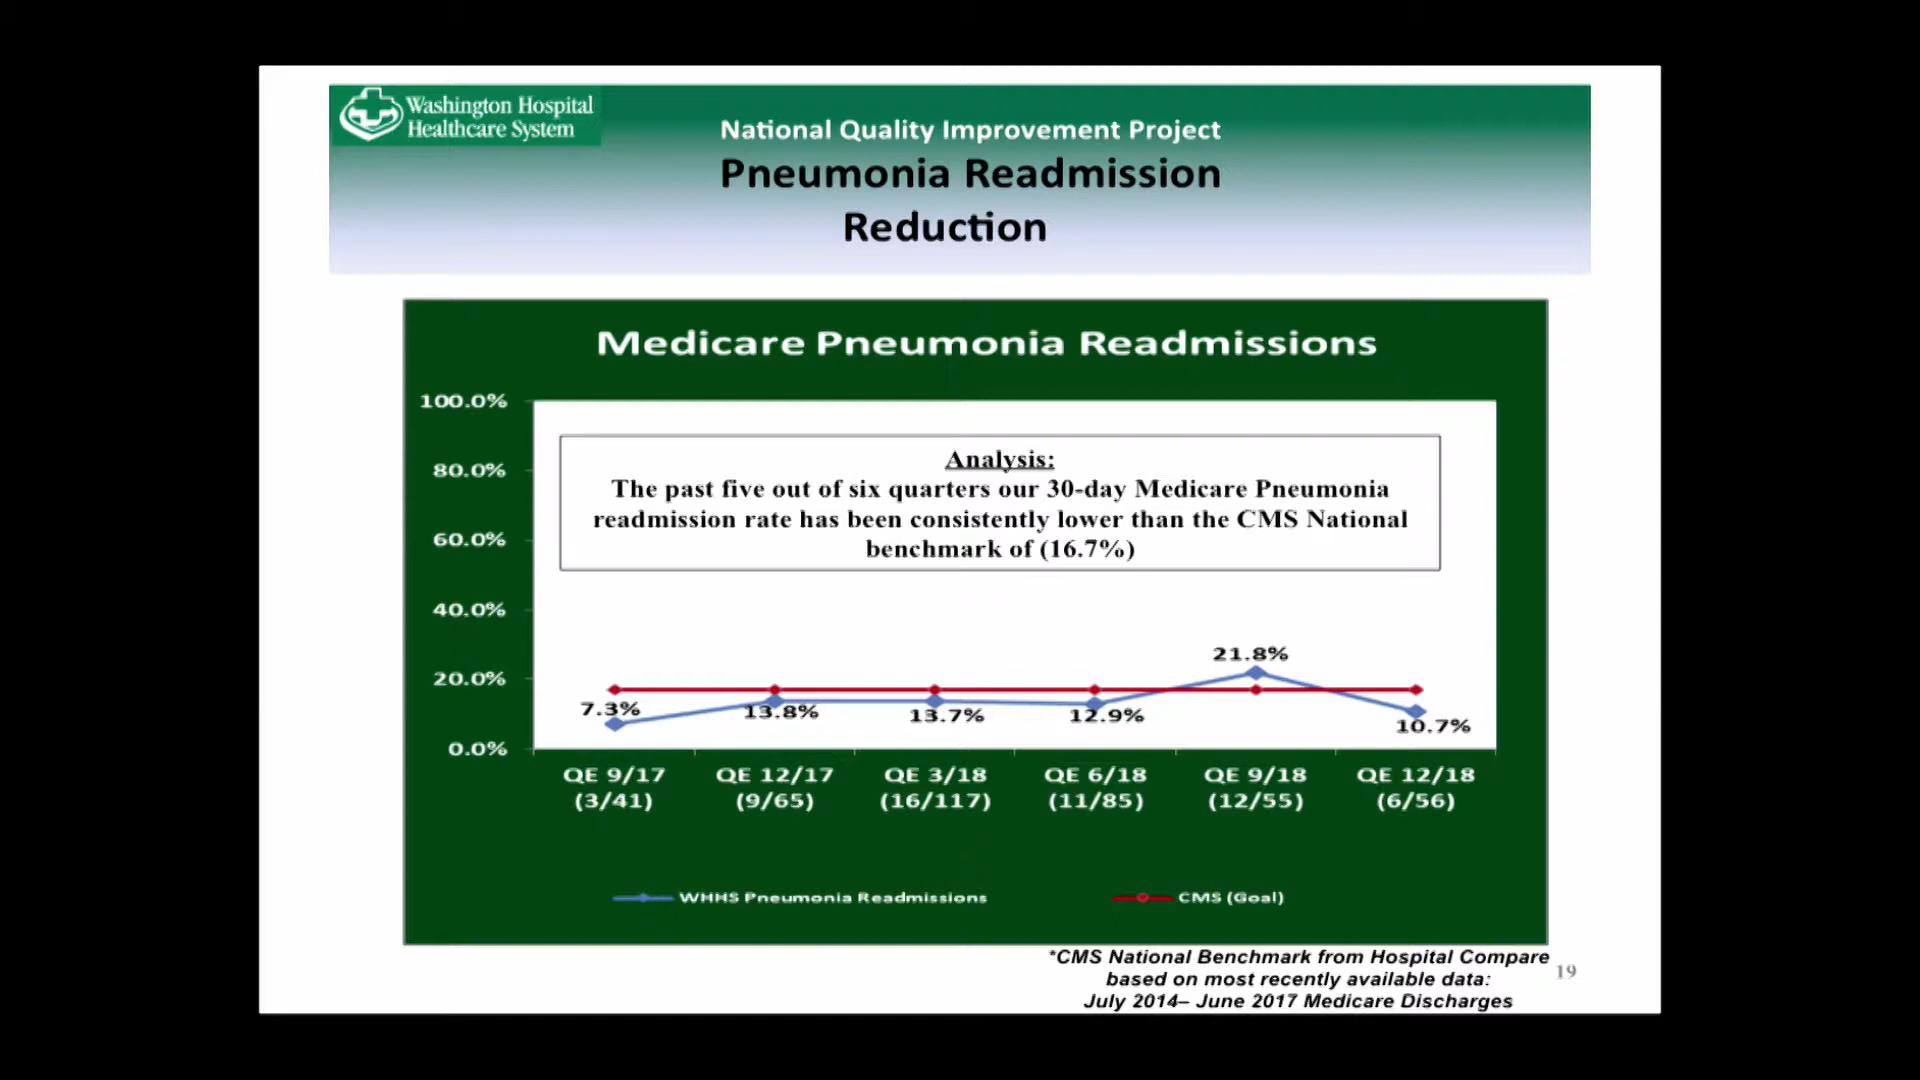 Washington Hospital
Healthcare System
National Quality Improvement Project
Pneumonia Readmission
Reduction
Medicare Pneumonia Readmissions
100.0%
80.0%
60.0%
40.0%
20.0%
0.0%
Analysis:
The past five out of six quarters our 30-day Medicare Pneumonia
readmission rate has been consistently lower than the CMS National
benchmark of (16.7%)
7.3%
13.8%
13.7%
12.9%
21.8%
10.7%
QE 9/17 QE 12/17 QE 3/18 QE 6/18 QE 9/18 QE 12/18
(3/41) (9/65) (16/117) (11/85) (12/55) (6/56)
WHHS Pneumonia Readmissions CMS (Goal)
*CMS National Benchmark from Hospital Compare
based on most recently available data:
July 2014– June 2017 Medicare Discharges
19